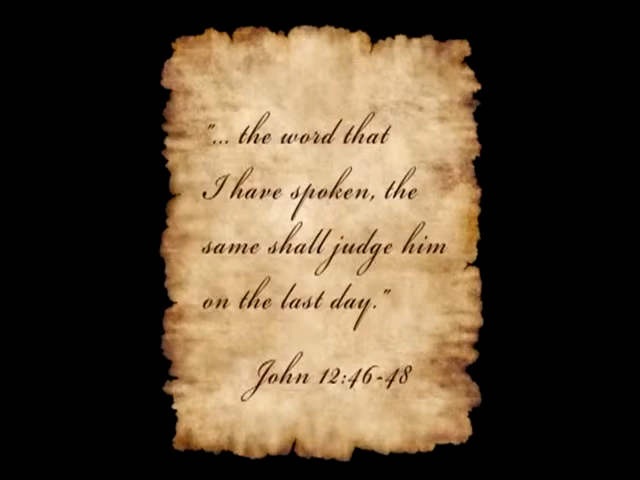 "... the word that
I have spoken, the
same shall judge him
on the last day."
John 12:46-48